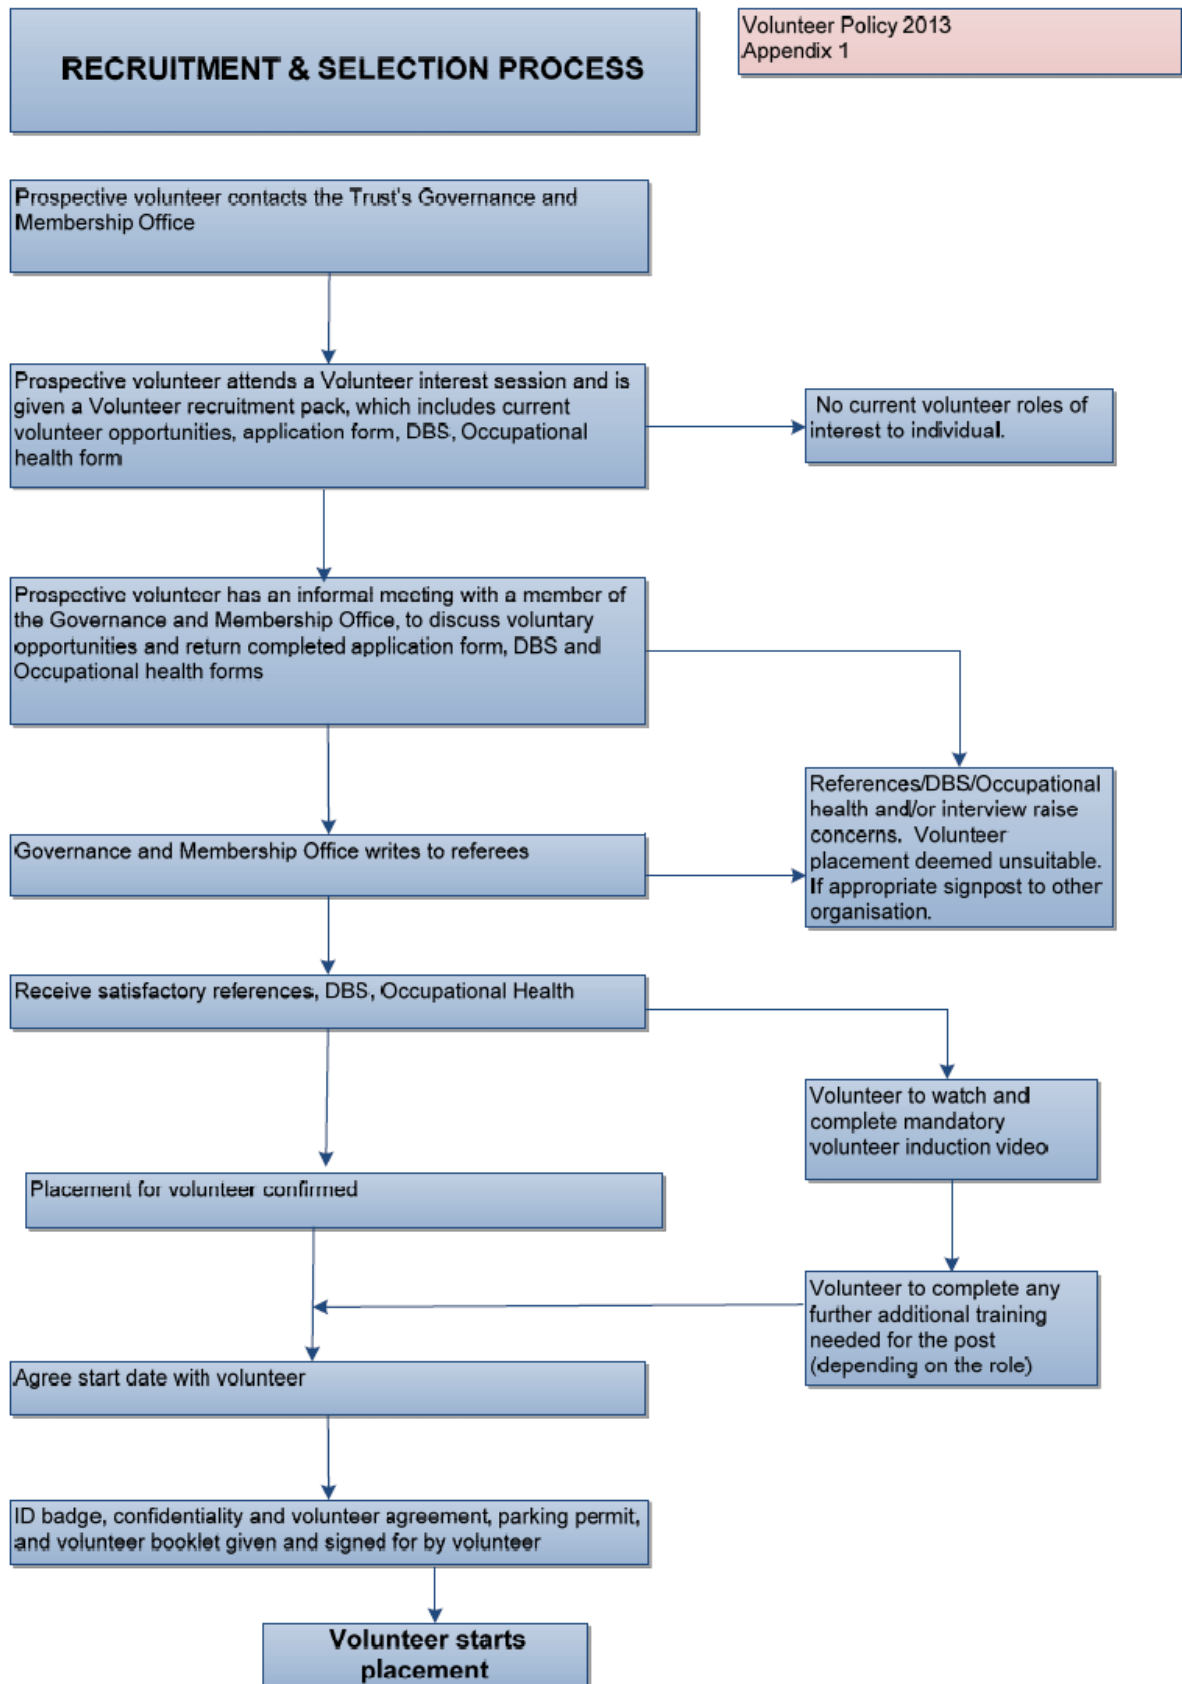 RECRUITMENT & SELECTION PROCESS
Volunteer Policy 2013
Appendix 1
Prospective volunteer contacts the Trust's Governance and
Membership Office
Prospective volunteer attends a Volunteer interest session and is
given a Volunteer recruitment pack, which includes current
volunteer opportunities, application form, DBS, Occupational
health form
No current volunteer roles of
interest to individual.
Prospective volunteer has an informal meeting with a member of
the Governance and Membership Office, to discuss voluntary
opportunities and return completed application form, DBS and
Occupational health forms
References/DBS/Occupational
health and/or interview raise
concerns. Volunteer
placement deemed unsuitable.
If appropriate signpost to other
organisation.
Governance and Membership Office writes to referees
Receive satisfactory references, DBS, Occupational Health
Volunteer to watch and
complete mandatory
volunteer induction video
Placement for volunteer confirmed
Volunteer to complete any
further additional training
needed for the post
(depending on the role)
Agree start date with volunteer
ID badge, confidentiality and volunteer agreement, parking permit,
and volunteer booklet given and signed for by volunteer
Volunteer starts
placement